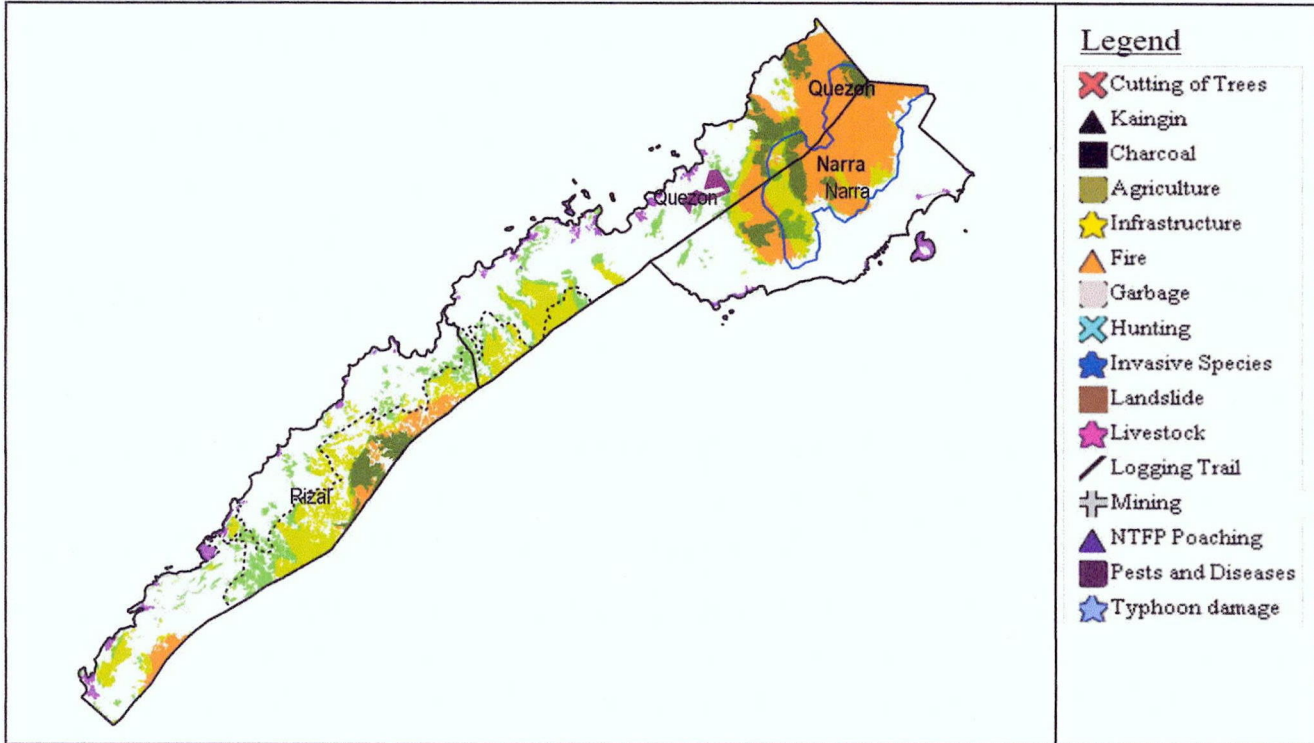 Quezon
Narra
Narra
Quezon
Rizal
Legend
Cutting of Trees
Kaingin
Charcoal
Agriculture
Infrastructure
Fire
Garbage
Hunting
Invasive Species
Landslide
Livestock
Logging Trail
Mining
NTFP Poaching
Pests and Diseases
Typhoon damage